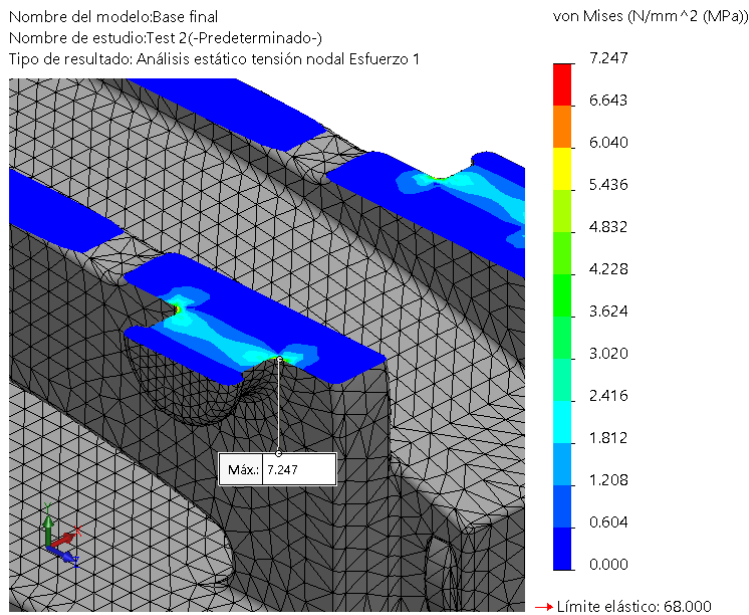 Nombre del modelo:Base final
Nombre de estudio:Test 2(-Predeterminado-)
Tipo de resultado: Análisis estático tensión nodal Esfuerzo 1
von Mises (N/mm^2 (MPa))
7.247
6.643
6.040
5.436
4.832
4.228
3.624
3.020
2.416
1.812
1.208
0.604
0.000
Límite elástico: 68.000
Máx.: 7.247
Y
X
Z